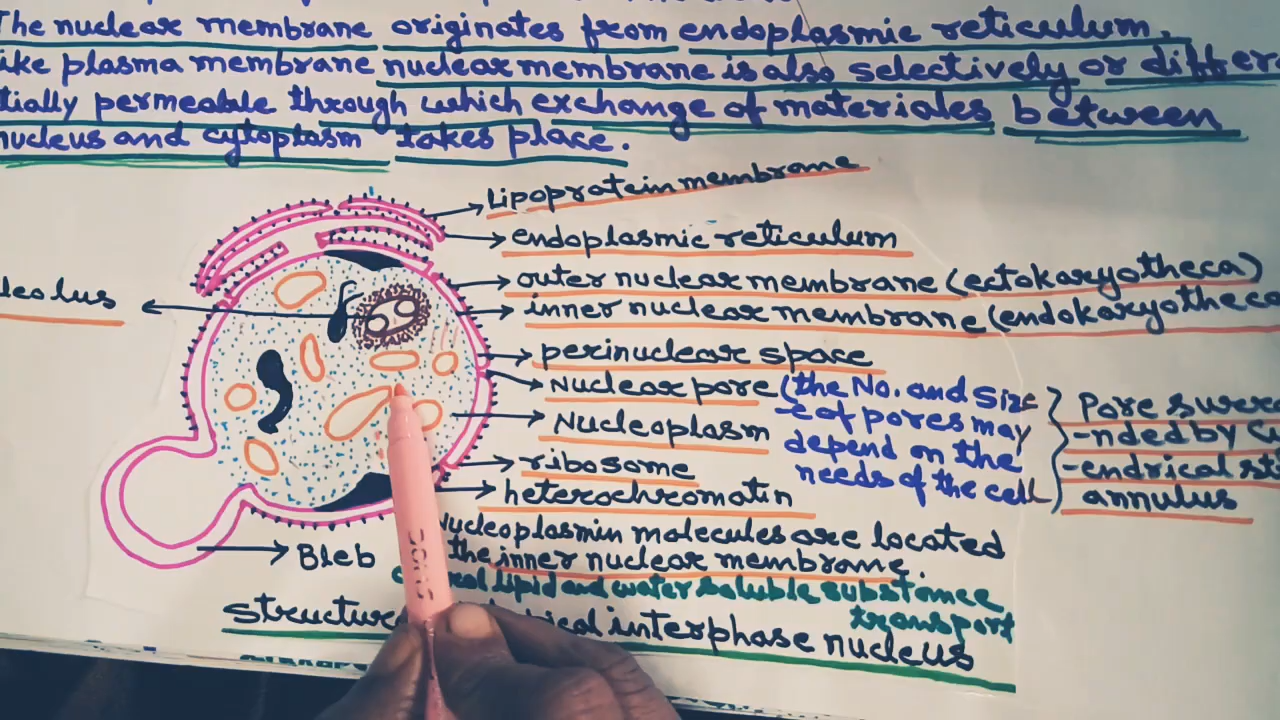 The nuclear membrane originates from endoplasmic reticulum.
like plasma membrane nuclear membrane is also selectively or differ
tially permeable through which exchange of materiales between
nucleus and cytoplasm takes place.
Lipoprotein membrane
endoplasmic reticulum
outer nuclear membrane (ectokaryotheca)
leolus
inner nuclear membrane (endokaryotheca
perinuclear space
Nuclear pore (the No. and Size
of pores may
depend on the
needs of the cell
Pore surro
-nded by
-endrical
annulus
Nucleoplasm
ribosome
heterochromatin
Nucleoplasmin molecules are located
the inner nuclear membrane.
Bleb
lipid and water soluble substance
transport
structure
interphase nucleus